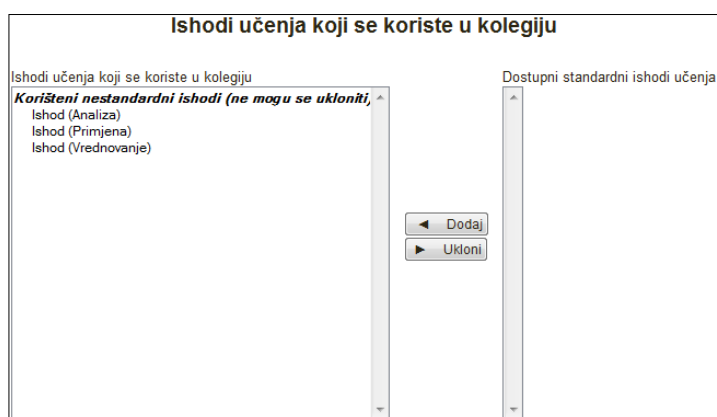 Ishodi učenja koji se koriste u kolegiju
Ishodi učenja koji se koriste u kolegiju
Dostupni standardni ishodi učenja
Korišteni nestandardni ishodi (ne mogu se ukloniti)
Ishod (Analiza)
Ishod (Primjena)
Ishod (Vrednovanje)
Dodaj
Ukloni